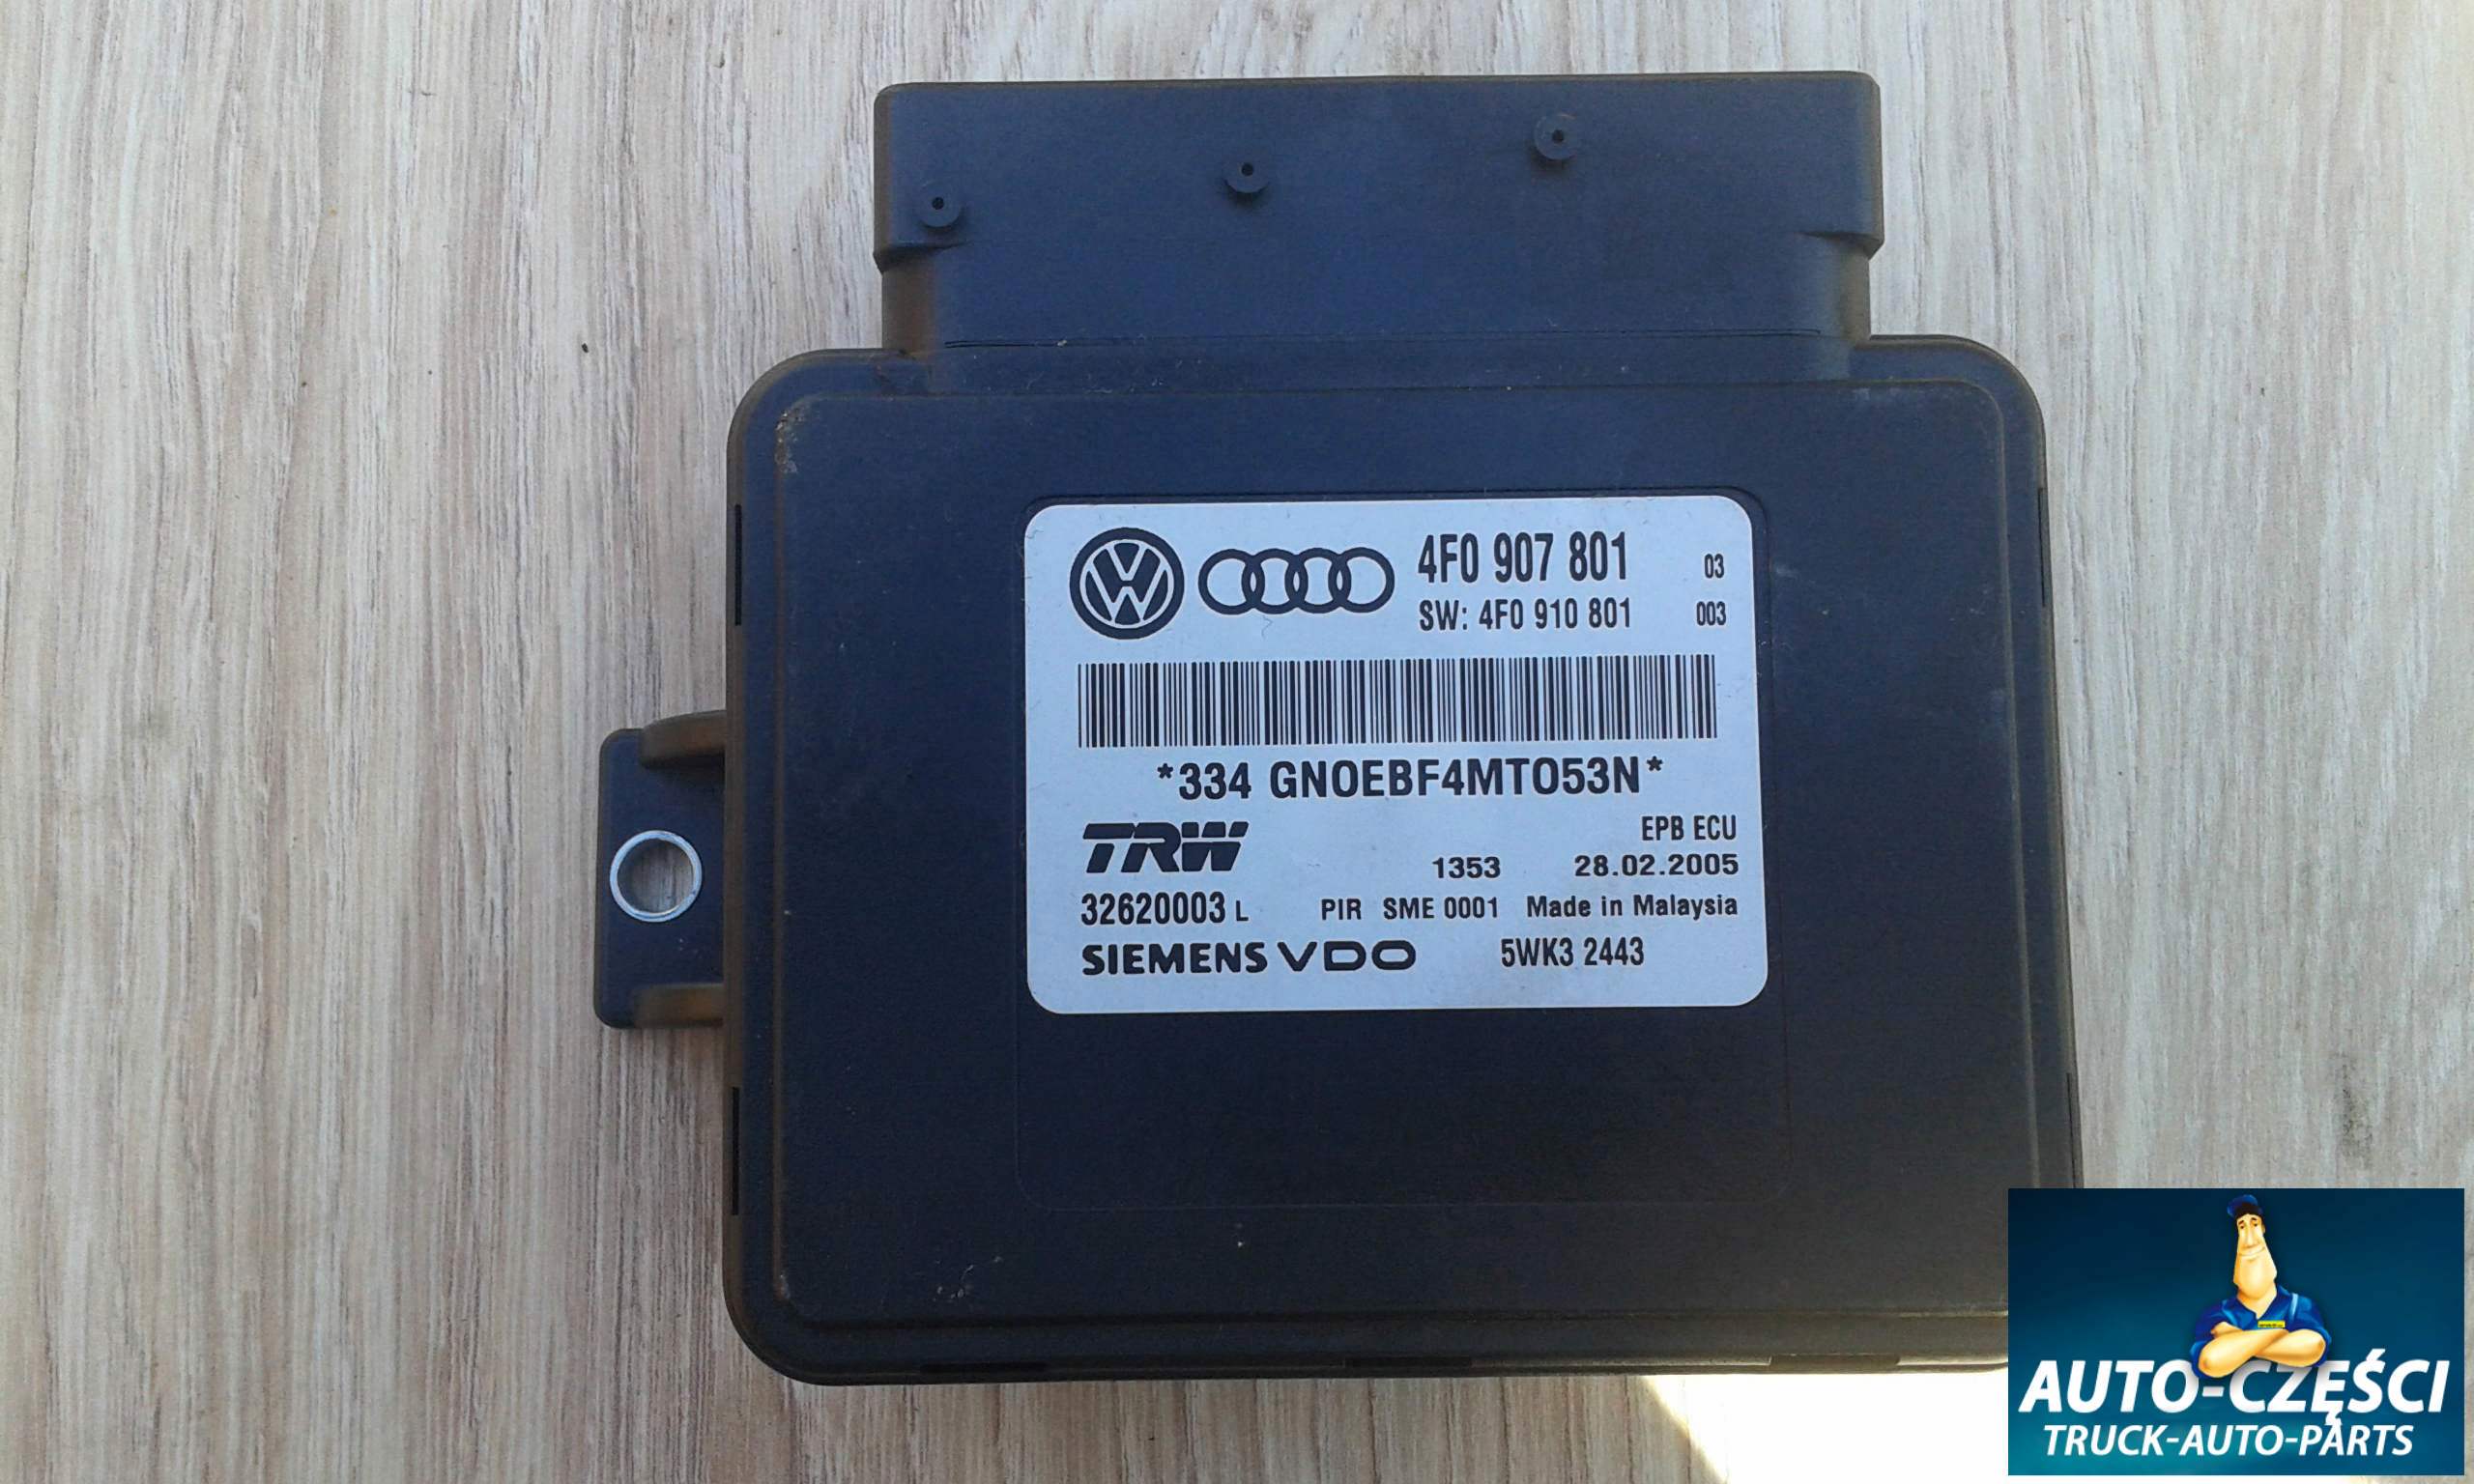 4F0 907 801 03
SW: 4F0 910 801 003
*334 GNOEBF4MTO53N*
TRW
EPB ECU
1353 28.02.2005
32620003 L PIR SME 0001 Made in Malaysia
SIEMENS VDO 5WK3 2443
AUTO-CZĘŚCI
TRUCK-AUTO-PARTS